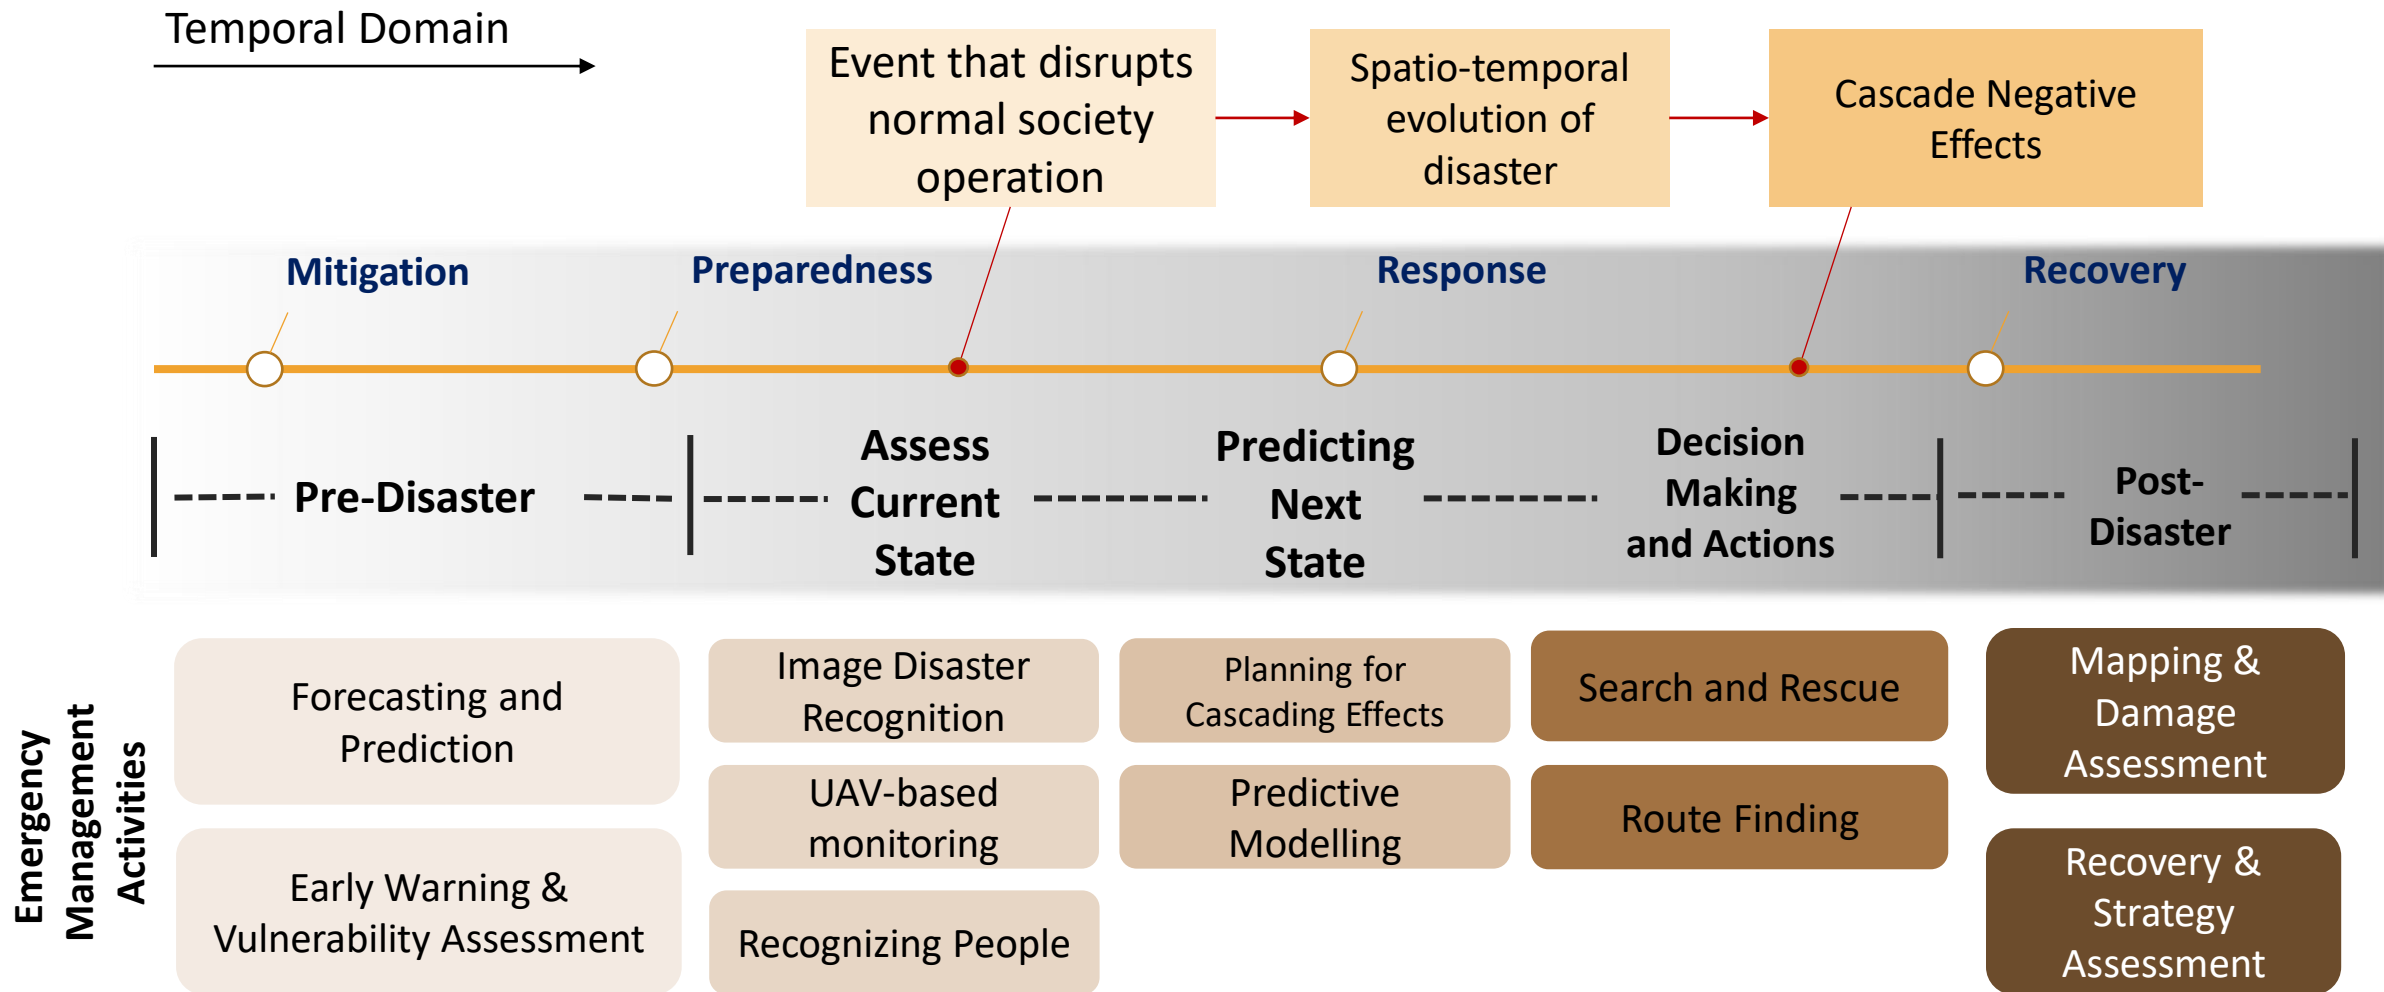 Temporal Domain
Event that disrupts
normal society
operation
Spatio-temporal
evolution of
disaster
Cascade Negative
Effects
Mitigation
Preparedness
Response
Recovery
Pre-Disaster
Assess
Current
State
Predicting
Next
State
Decision
Making
and Actions
Post-
Disaster
Emergency
Management
Activities
Forecasting and
Prediction
Early Warning &
Vulnerability Assessment
Image Disaster
Recognition
UAV-based
monitoring
Recognizing People
Planning for
Cascading Effects
Predictive
Modelling
Search and Rescue
Route Finding
Mapping &
Damage
Assessment
Recovery &
Strategy
Assessment